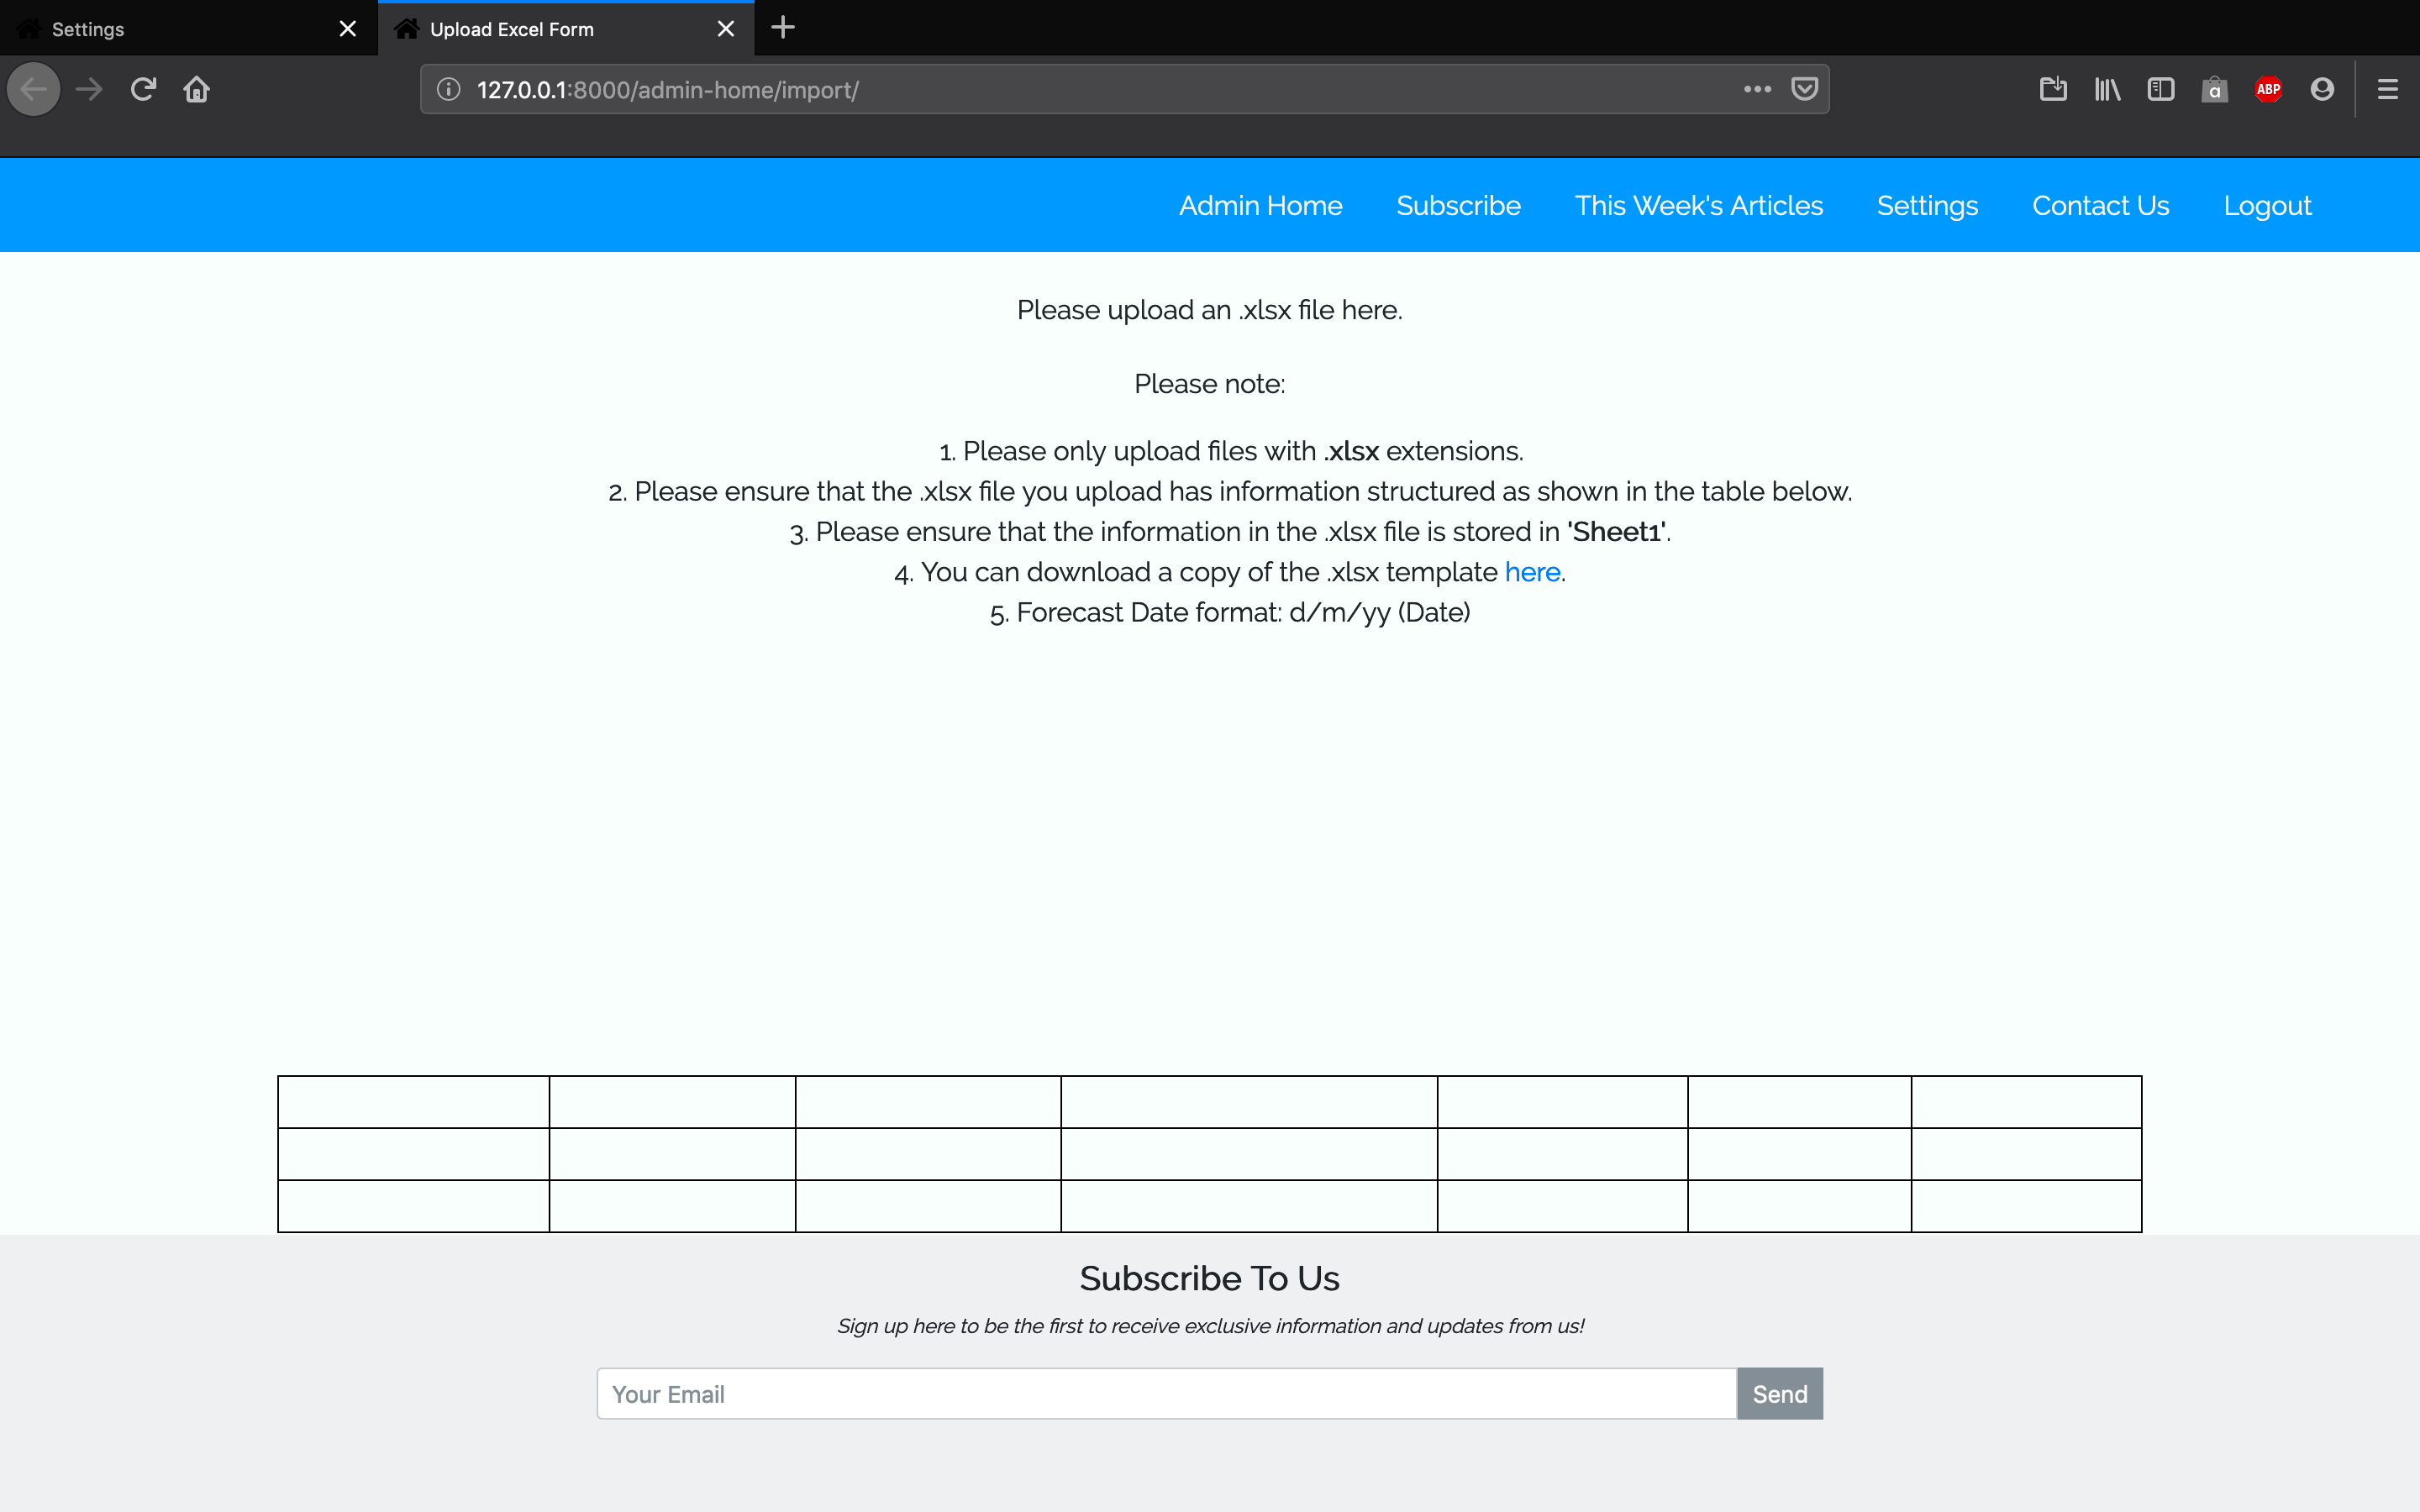 Settings
Upload Excel Form
127.0.0.1:8000/admin-home/import/
a
ABP
Admin Home Subscribe This Week's Articles Settings Contact Us Logout
Please upload an .xlsx file here.
Please note:
1. Please only upload files with .xlsx extensions.
2. Please ensure that the .xlsx file you upload has information structured as shown in the table below.
3. Please ensure that the information in the .xlsx file is stored in 'Sheet1'.
4. You can download a copy of the .xlsx template here.
5. Forecast Date format: d/m/yy (Date)
Subscribe To Us
Sign up here to be the first to receive exclusive information and updates from us!
Your Email
Send